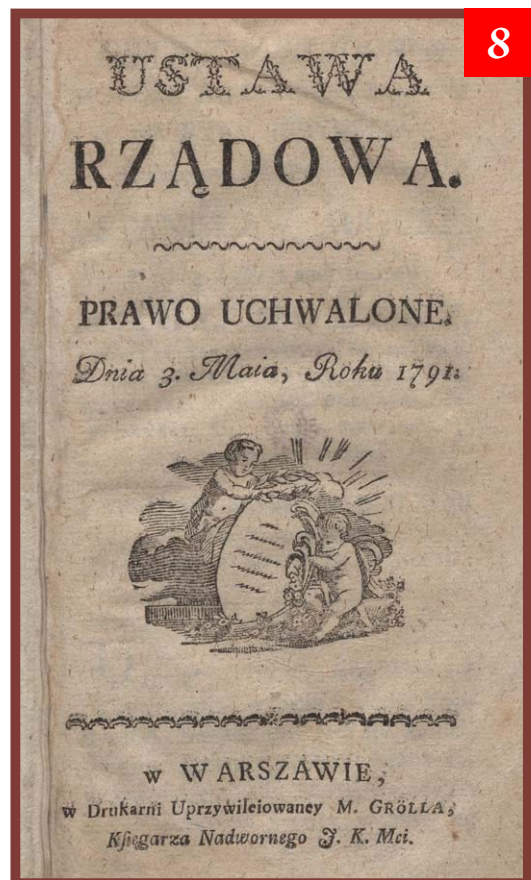 8
USTAWA
RZĄDOWA.
PRAWO UCHWALONE.
Dnia 3. Maia, Roku 1791.
w WARSZAWIE,
w Drukarni Uprzywileiowaney M. GRÖLLA,
Kſięgarza Nadwornego J. K. Mci.